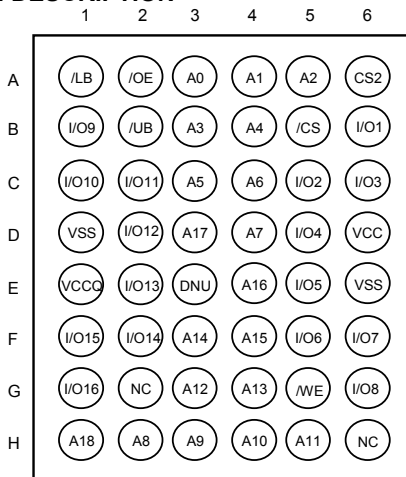 1 2 3 4 5 6
A /LB /OE A0 A1 A2 CS2
B I/O9 /UB A3 A4 /CS I/O1
C I/O10 I/O11 A5 A6 I/O2 I/O3
D VSS I/O12 A17 A7 I/O4 VCC
E VCCQ I/O13 DNU A16 I/O5 VSS
F I/O15 I/O14 A14 A15 I/O6 I/O7
G I/O16 NC A12 A13 /WE I/O8
H A18 A8 A9 A10 A11 NC